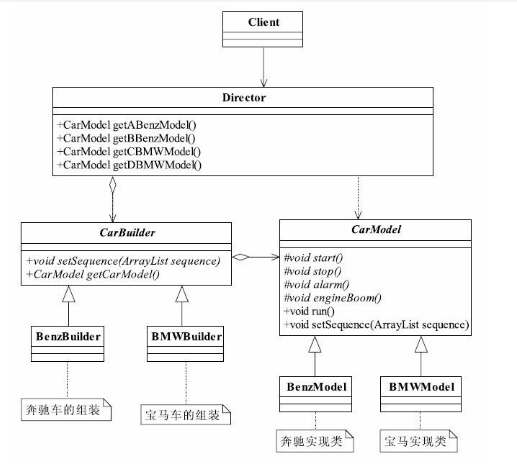 Client
Director
+CarModel getABenzModel()
+CarModel getBBenzModel()
+CarModel getCBMWModel()
+CarModel getDBMWModel()
CarBuilder
+void setSequence(ArrayList sequence)
+CarModel getCarModel()
CarModel
#void start()
#void stop()
#void alarm()
#void engineBoom()
+void run()
+void setSequence(ArrayList sequence)
BenzBuilder
BMWBuilder
BenzModel
BMWModel
奔驰车的组装
宝马车的组装
奔驰实现类
宝马实现类